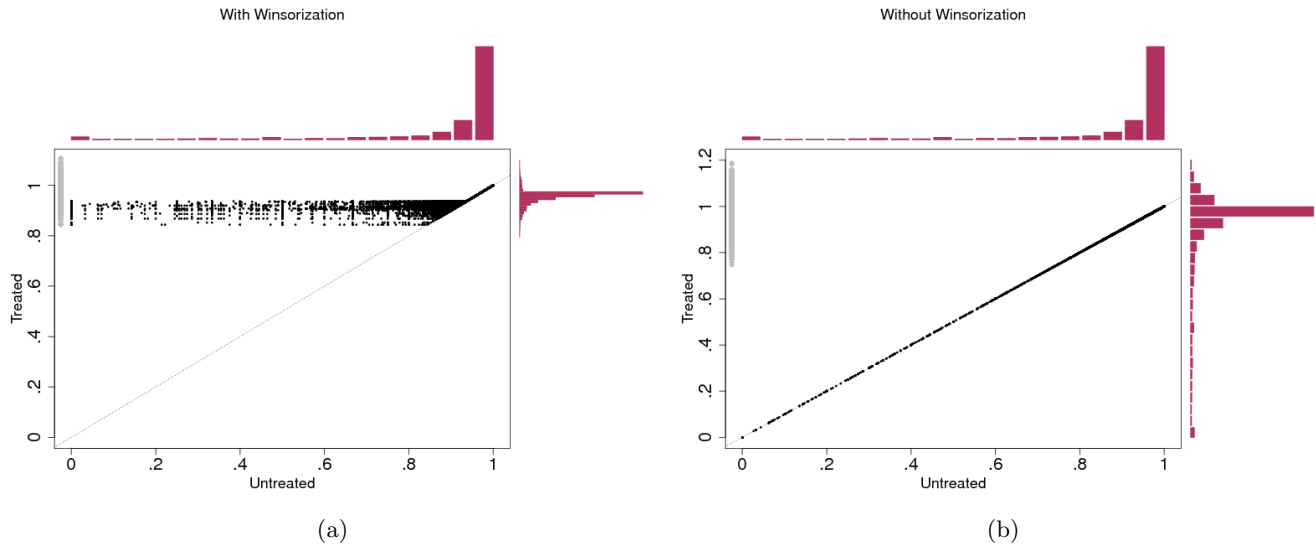 With Winsorization
Treated
0 .2 .4 .6 .8 1
0 .2 .4 .6 .8 1
Untreated
(a)
Without Winsorization
Treated
0 .2 .4 .6 .8 1 1.2
0 .2 .4 .6 .8 1
Untreated
(b)